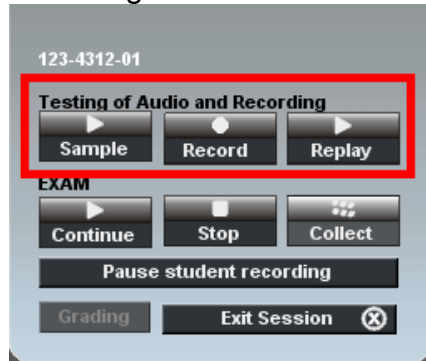 123-4312-01
Testing of Audio and Recording
Sample Record Replay
EXAM
Continue Stop Collect
Pause student recording
Grading Exit Session